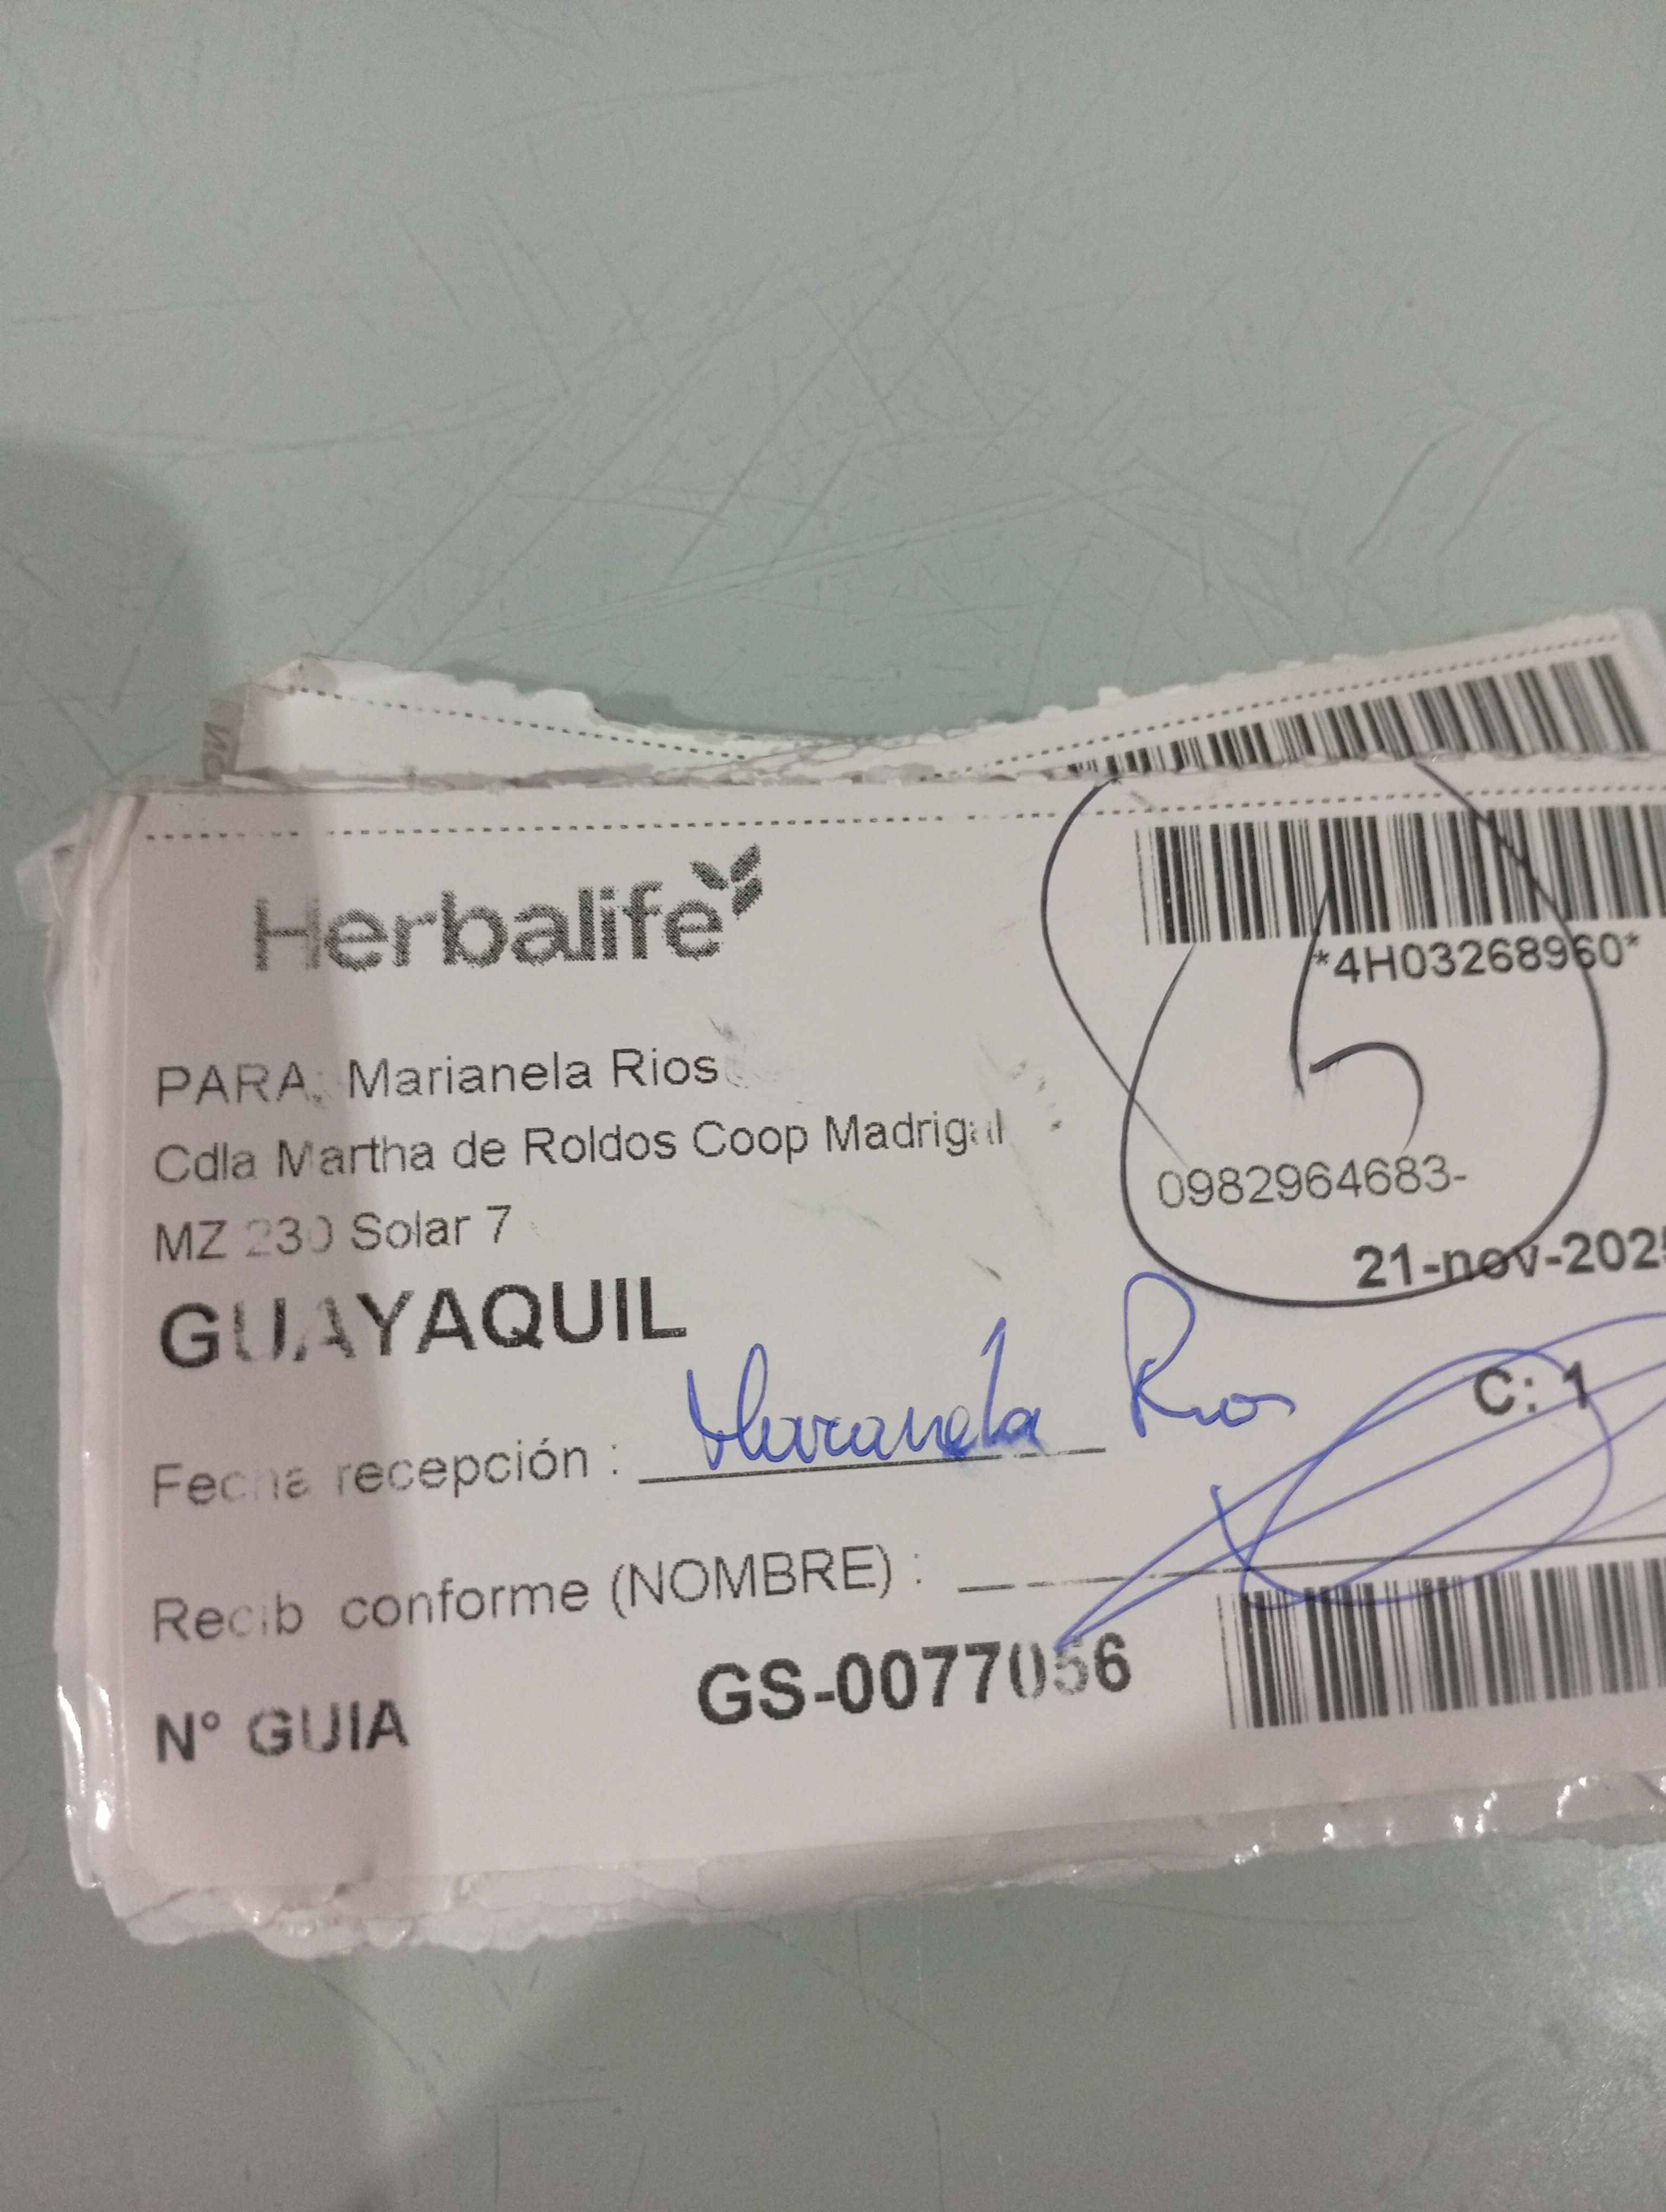 Herbalife
*4H03268960*
PARA: Marianela Rios
Cdla Martha de Roldos Coop Madrigal
0982964683-
MZ 230 Solar 7
21-nov-202
GUAYAQUIL
C: 1
Fecha recepción : Marianela Rios
Recib conforme (NOMBRE) :
N° GUIA GS-0077056